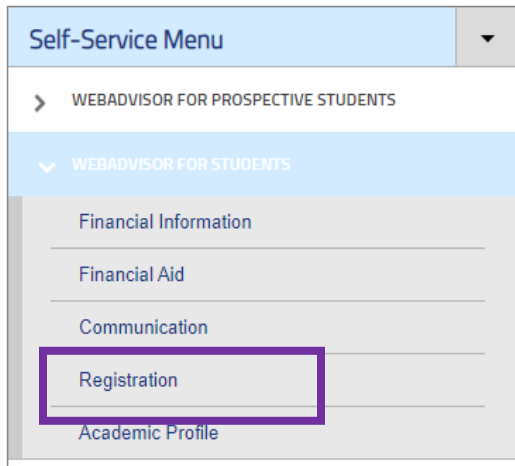 Self-Service Menu
WEBADVISOR FOR PROSPECTIVE STUDENTS
WEBADVISOR FOR STUDENTS
Financial Information
Financial Aid
Communication
Registration
Academic Profile